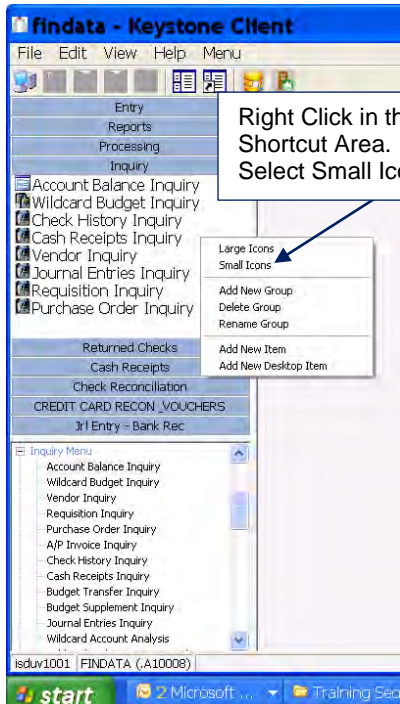 findata - Keystone Client
File Edit View Help Menu
Entry
Reports
Processing
Inquiry
Right Click in th
Shortcut Area.
Select Small Ico
Account Balance Inquiry
Wildcard Budget Inquiry
Check History Inquiry
Cash Receipts Inquiry
Vendor Inquiry
Journal Entries Inquiry
Requisition Inquiry
Purchase Order Inquiry
Large Icons
Small Icons
Add New Group
Delete Group
Rename Group
Add New Item
Add New Desktop Item
Returned Checks
Cash Receipts
Check Reconciliation
CREDIT CARD RECON_VOUCHERS
Jrl Entry - Bank Rec
Inquiry Menu
Account Balance Inquiry
Wildcard Budget Inquiry
Vendor Inquiry
Requisition Inquiry
Purchase Order Inquiry
A/P Invoice Inquiry
Check History Inquiry
Cash Receipts Inquiry
Budget Transfer Inquiry
Budget Supplement Inquiry
Journal Entries Inquiry
Wildcard Account Analysis
isduv1001 FINDATA (.A10008)
start 2 Microsoft ... Training Sec